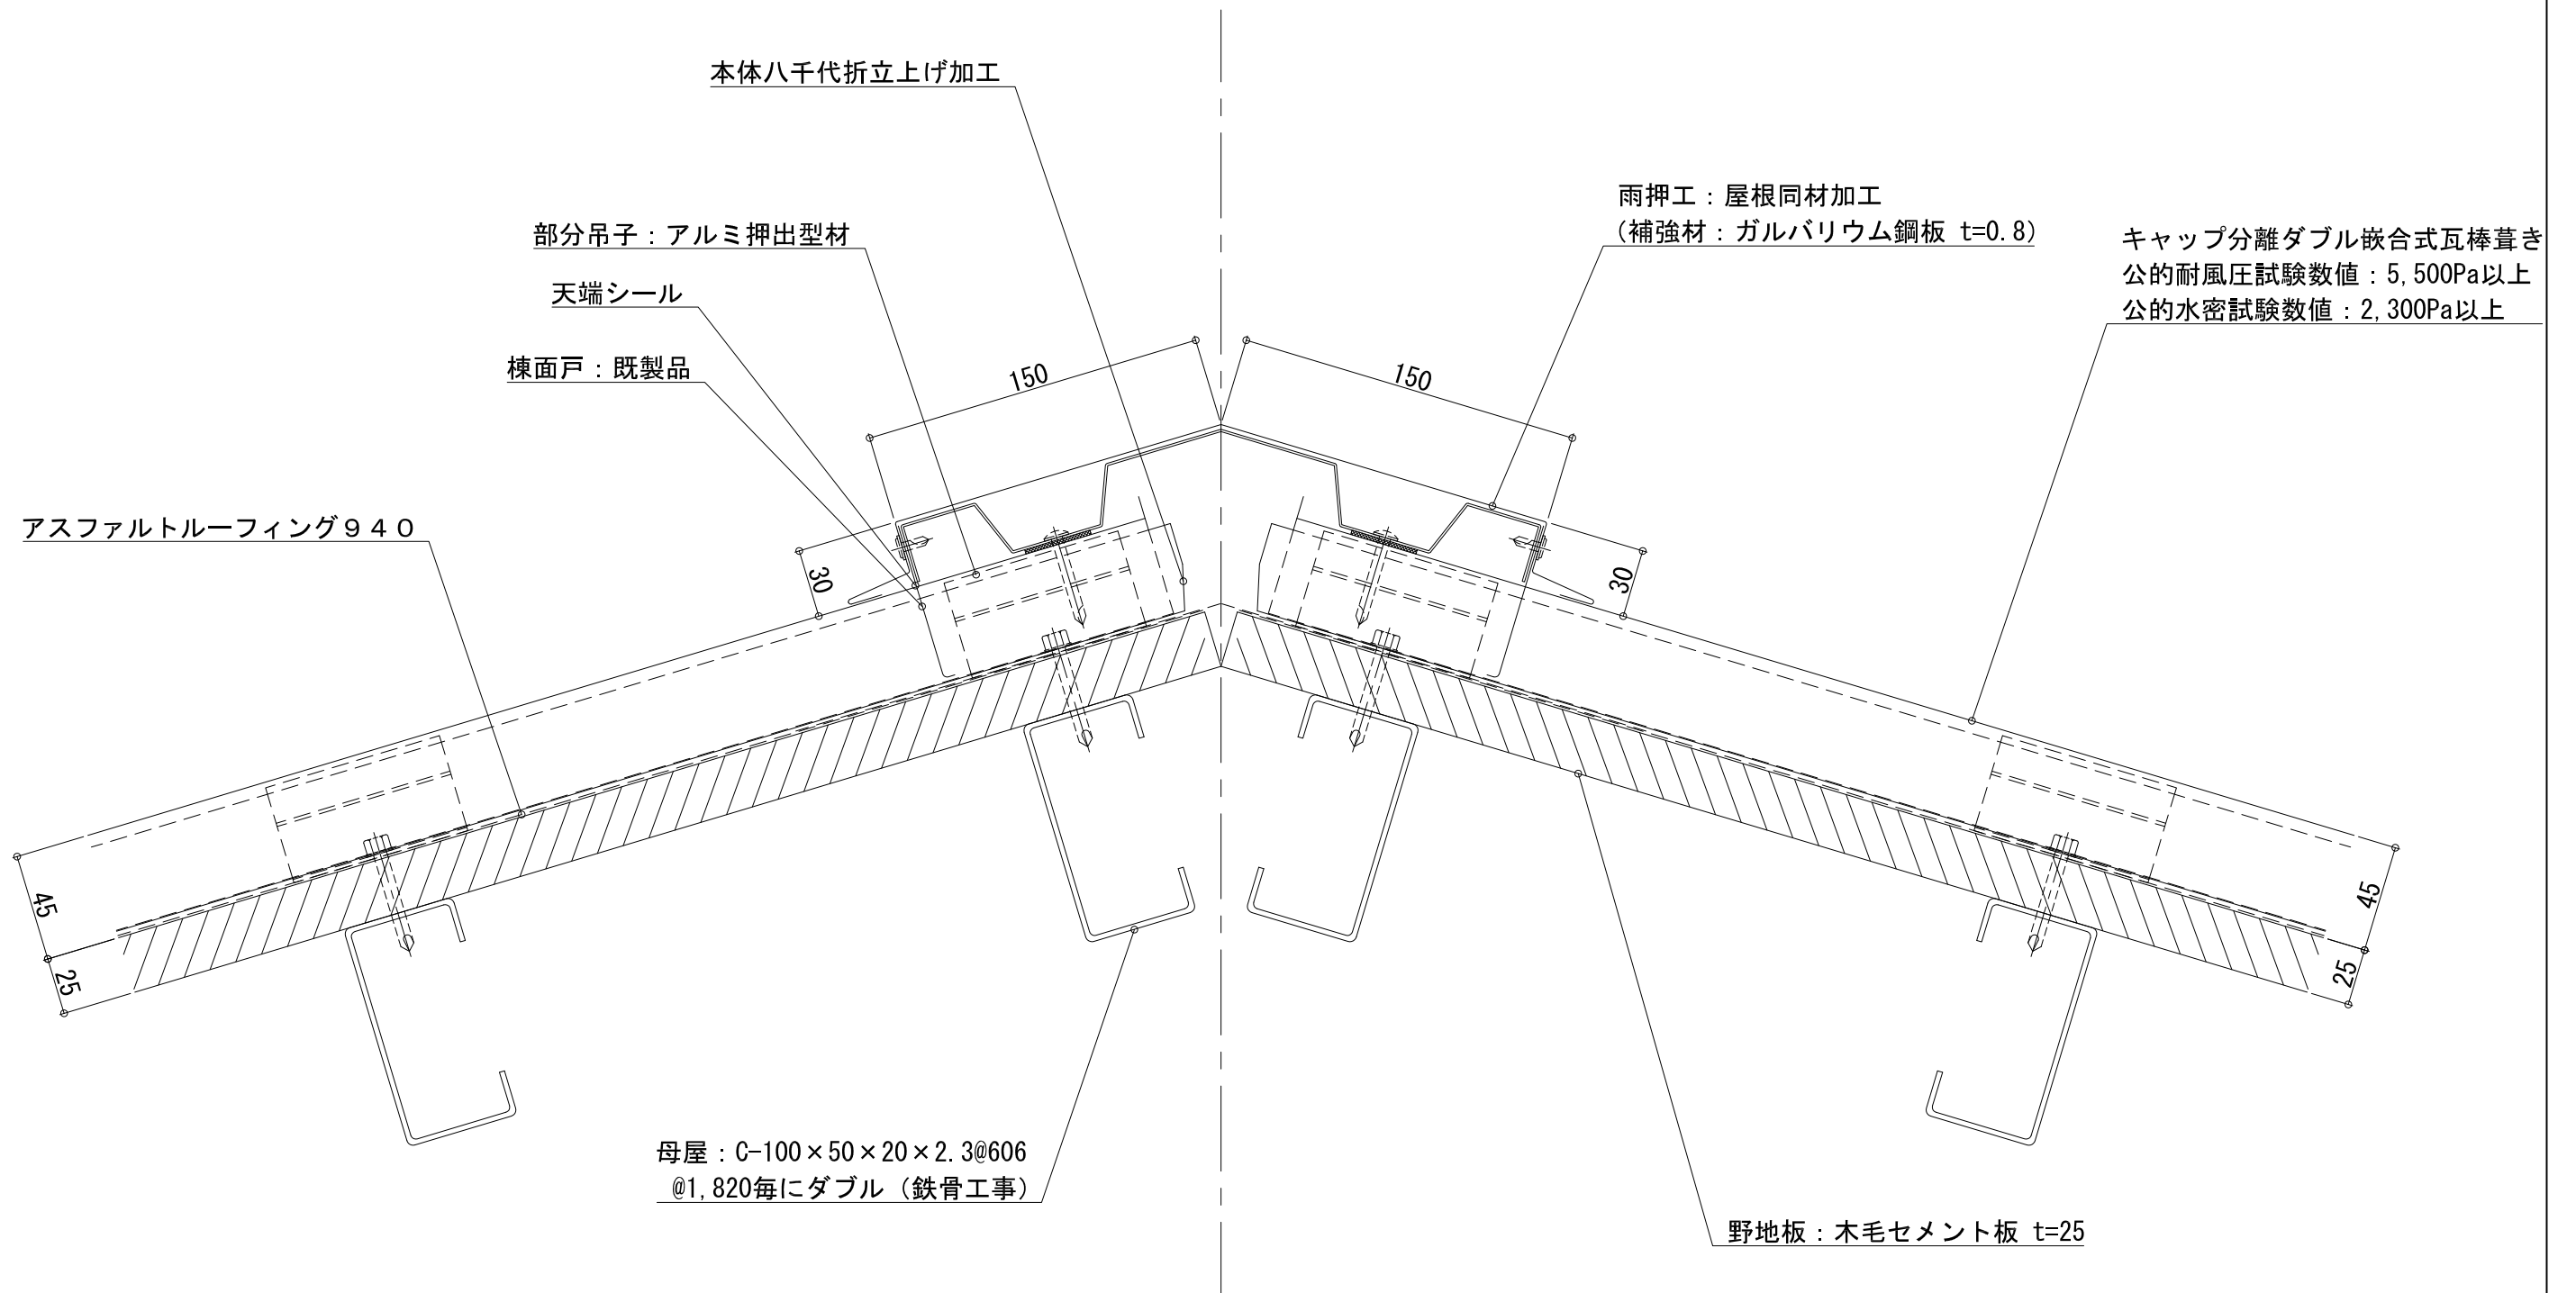 本体八千代折立上げ加工
雨押工：屋根同材加工
（補強材：ガルバリウム鋼板 t=0.8）
部分吊子：アルミ押出型材
キャップ分離ダブル嵌合式瓦棒葺き
公的耐風圧試験数値：5,500Pa以上
公的水密試験数値：2,300Pa以上
天端シール
棟面戸：既製品
150
150
アスファルトルーフィング９４０
30
30
45
25
45
25
母屋：C-100×50×20×2.3@606
@1,820毎にダブル（鉄骨工事）
野地板：木毛セメント板 t=25